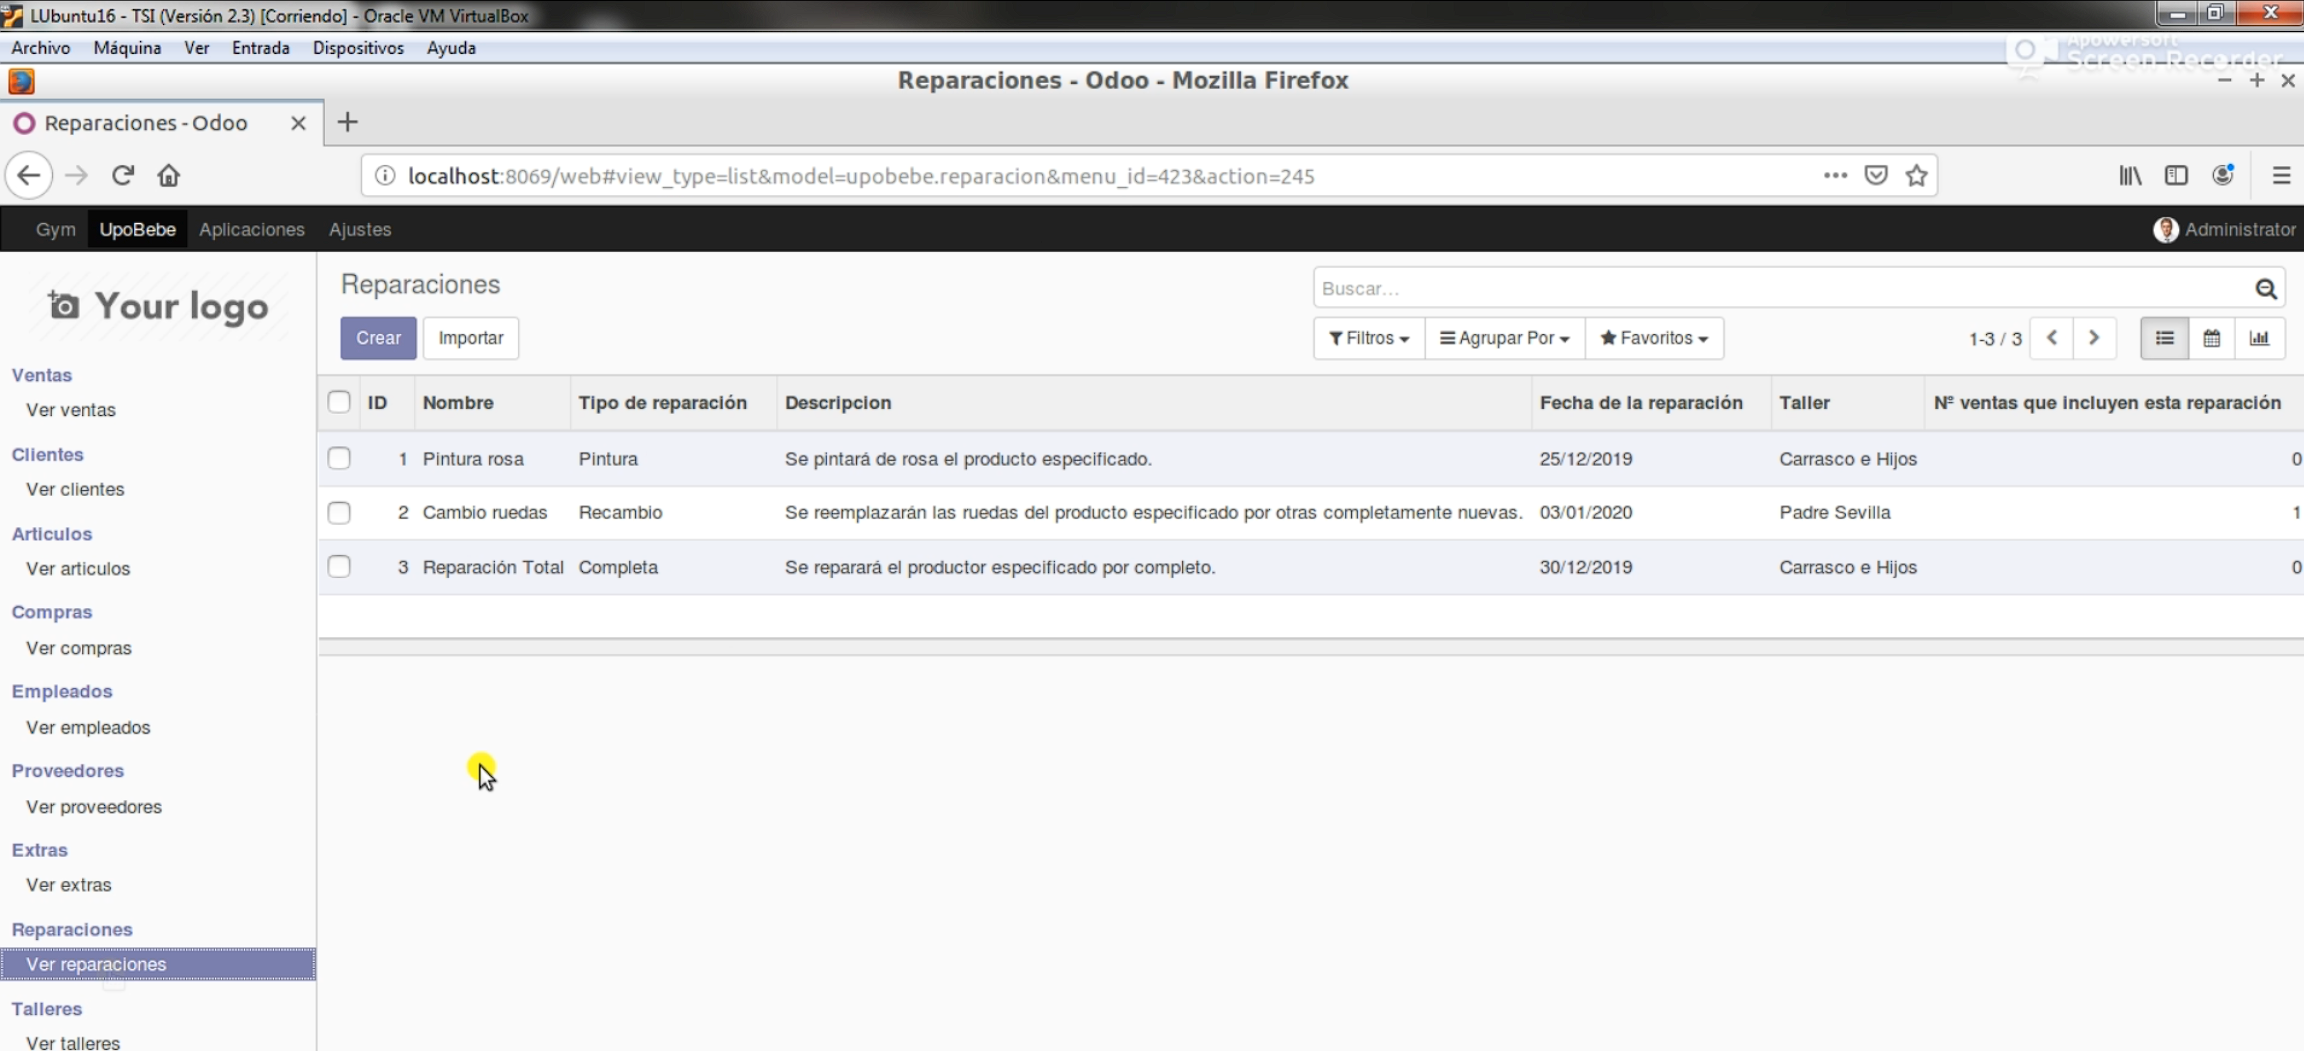 LUbuntu16 - TSI (Versión 2.3) [Corriendo] - Oracle VM VirtualBox
Archivo Máquina Ver Entrada Dispositivos Ayuda
Apowersoft
Screen Recorder
Reparaciones - Odoo - Mozilla Firefox
Reparaciones - Odoo
localhost:8069/web#view_type=list&model=upobebe.reparacion&menu_id=423&action=245
Gym UpoBebe Aplicaciones Ajustes Administrator
Your logo
Reparaciones
Buscar...
Crear Importar
Filtros Agrupar Por Favoritos 1-3 / 3
Ventas
Ver ventas
Clientes
Ver clientes
Articulos
Ver articulos
Compras
Ver compras
Empleados
Ver empleados
Proveedores
Ver proveedores
Extras
Ver extras
Reparaciones
Ver reparaciones
Talleres
Ver talleres
ID Nombre Tipo de reparación Descripcion Fecha de la reparación Taller Nº ventas que incluyen esta reparación
1 Pintura rosa Pintura Se pintará de rosa el producto especificado. 25/12/2019 Carrasco e Hijos 0
2 Cambio ruedas Recambio Se reemplazarán las ruedas del producto especificado por otras completamente nuevas. 03/01/2020 Padre Sevilla 1
3 Reparación Total Completa Se reparará el productor especificado por completo. 30/12/2019 Carrasco e Hijos 0